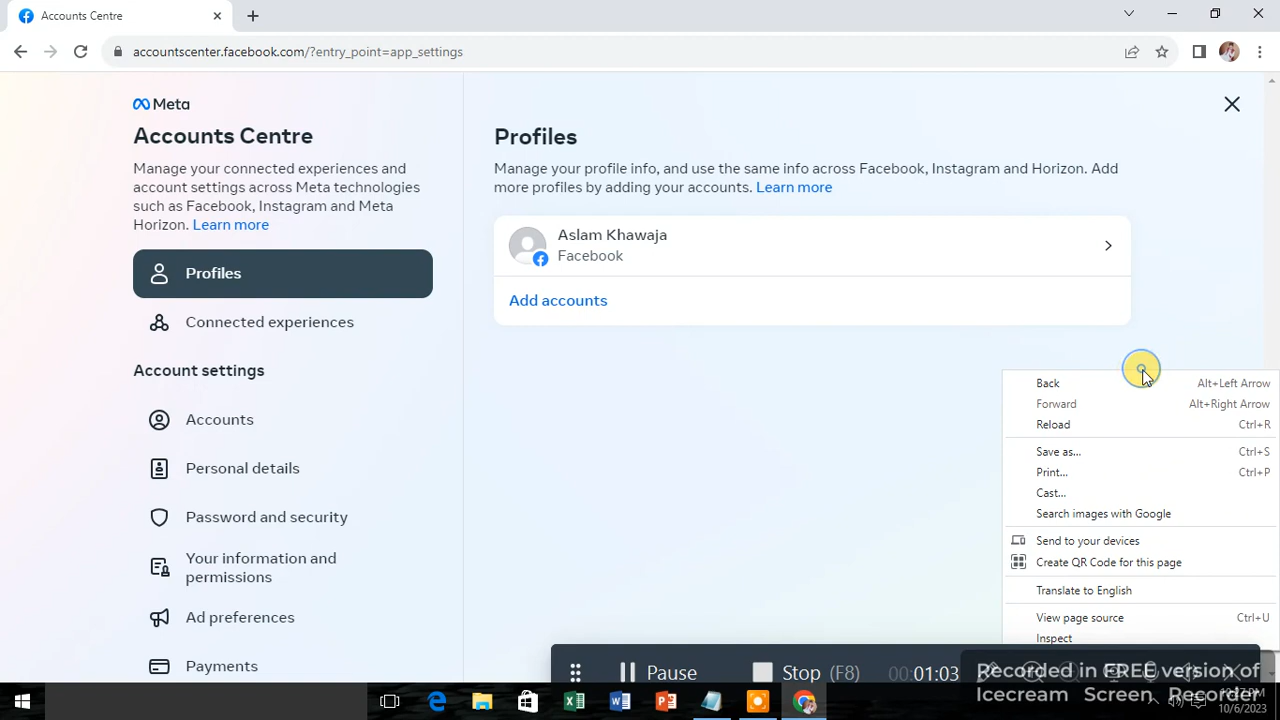 Accounts Centre
accountscenter.facebook.com/?entry_point=app_settings
Meta
Accounts Centre
Manage your connected experiences and
account settings across Meta technologies
such as Facebook, Instagram and Meta
Horizon. Learn more
Profiles
Connected experiences
Account settings
Accounts
Personal details
Password and security
Your information and
permissions
Ad preferences
Payments
Profiles
Manage your profile info, and use the same info across Facebook, Instagram and Horizon. Add
more profiles by adding your accounts. Learn more
Aslam Khawaja
Facebook
Add accounts
Back Alt+Left Arrow
Forward Alt+Right Arrow
Reload Ctrl+R
Save as... Ctrl+S
Print... Ctrl+P
Cast...
Search images with Google
Send to your devices
Create QR Code for this page
Translate to English
View page source Ctrl+U
Inspect
Pause Stop (F8) 00:01:03
Recorded in FREE version of
Icecream Screen Recorder
10:27 PM
10/6/2023